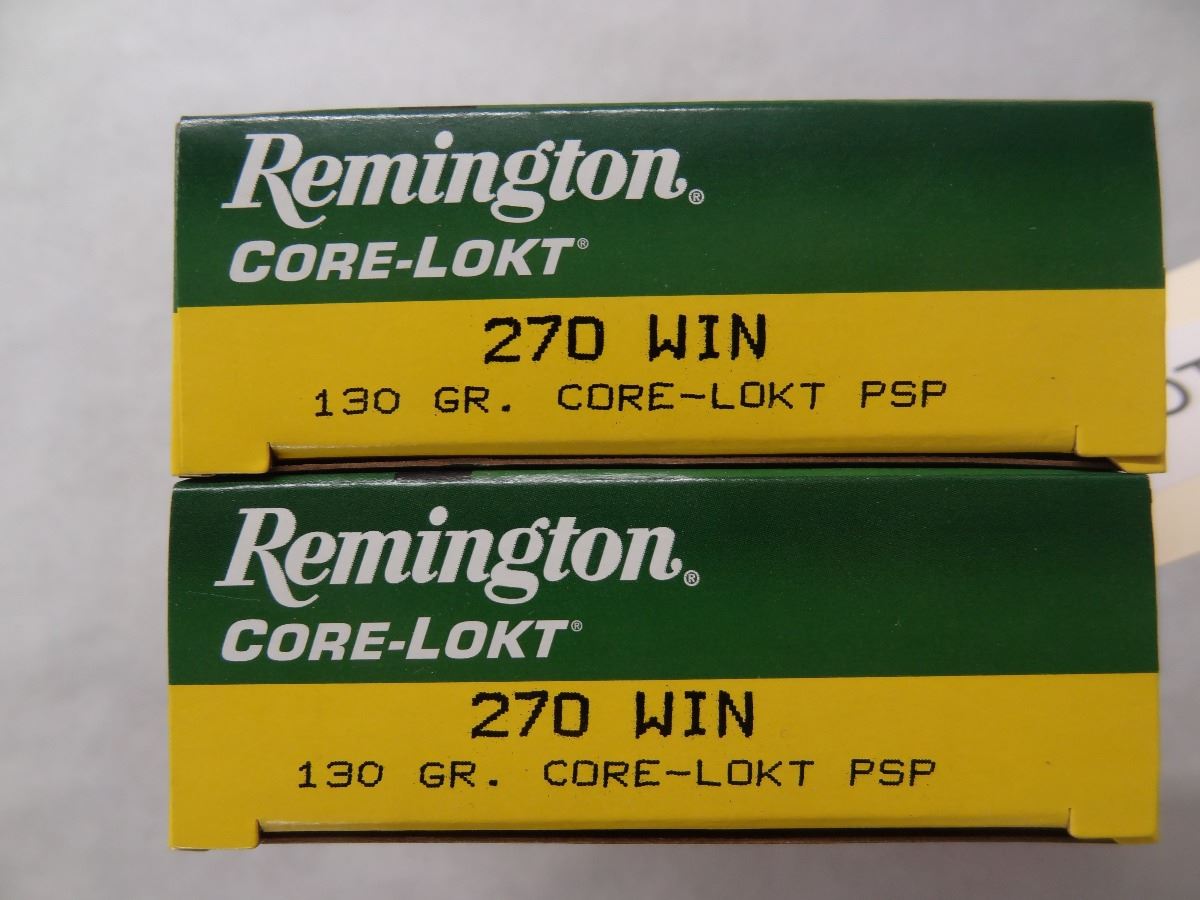 Remington®
CORE-LOKT®
270 WIN
130 GR. CORE-LOKT PSP
Remington®
CORE-LOKT®
270 WIN
130 GR. CORE-LOKT PSP